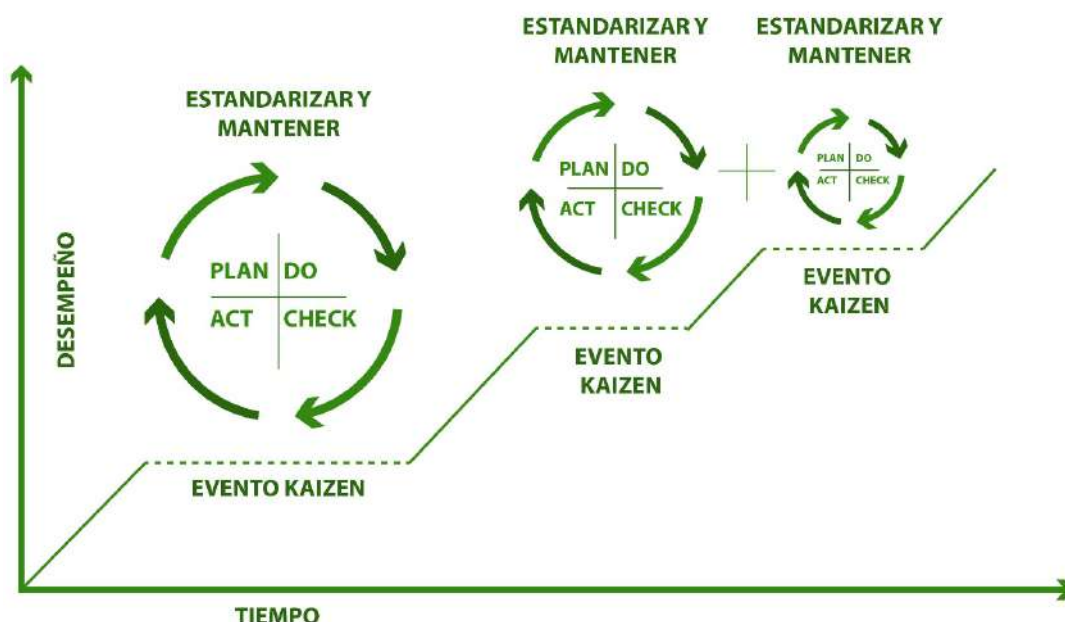 ESTANDARIZAR Y
MANTENER
ESTANDARIZAR Y
MANTENER
ESTANDARIZAR Y
MANTENER
PLAN DO
ACT CHECK
PLAN DO
ACT CHECK
PLAN DO
ACT CHECK
DESEMPEÑO
EVENTO KAIZEN
EVENTO
KAIZEN
EVENTO
KAIZEN
TIEMPO